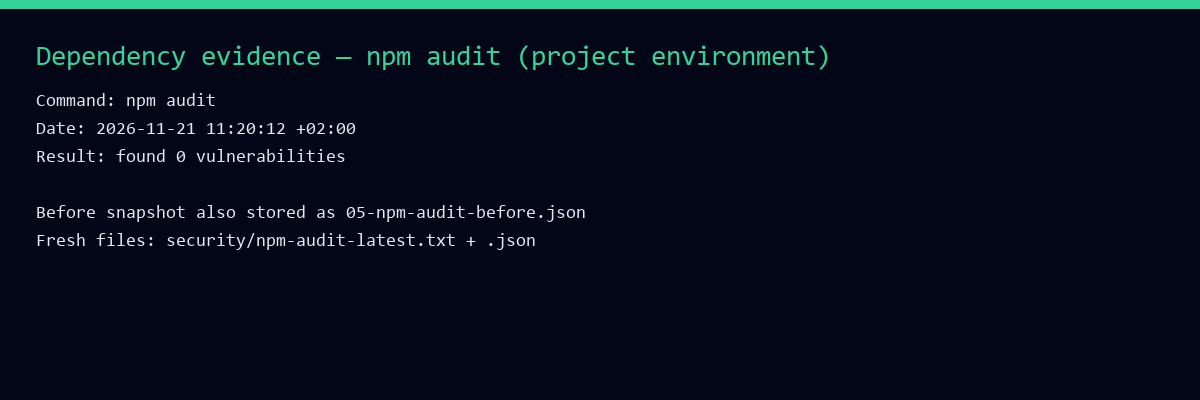 Dependency evidence — npm audit (project environment)
Command: npm audit
Date: 2026-11-21 11:20:12 +02:00
Result: found 0 vulnerabilities
Before snapshot also stored as 05-npm-audit-before.json
Fresh files: security/npm-audit-latest.txt + .json